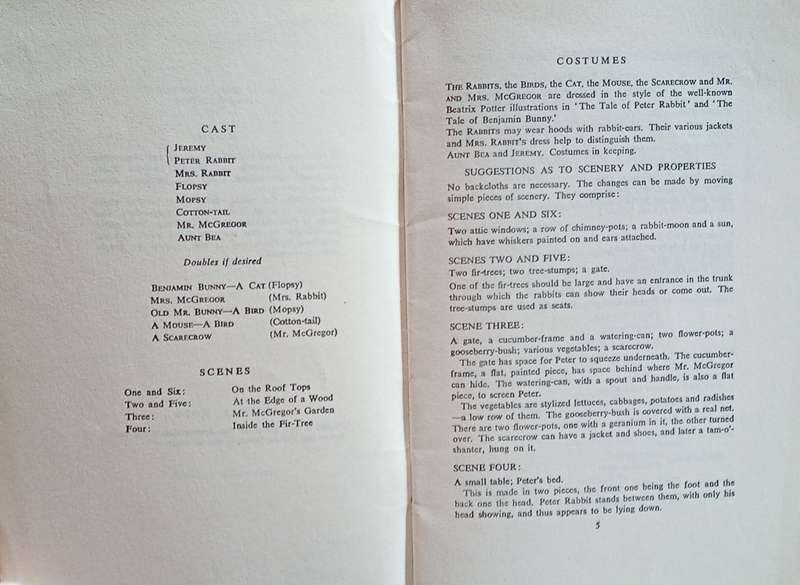 CAST
JEREMY
PETER RABBIT
MRS. RABBIT
FLOPSY
MOPSY
COTTON-TAIL
MR. MCGREGOR
AUNT BEA
Doubles if desired
BENJAMIN BUNNY—A CAT (Flopsy)
MRS. MCGREGOR (Mrs. Rabbit)
OLD MR. BUNNY—A BIRD (Mopsy)
A MOUSE—A BIRD (Cotton-tail)
A SCARECROW (Mr. McGregor)
SCENES
One and Six: On the Roof Tops
Two and Five: At the Edge of a Wood
Three: Mr. McGregor's Garden
Four: Inside the Fir-Tree
COSTUMES
THE RABBITS, the BIRDS, the CAT, the MOUSE, the SCARECROW and MR.
AND MRS. MCGREGOR are dressed in the style of the well-known
Beatrix Potter illustrations in 'The Tale of Peter Rabbit' and 'The
Tale of Benjamin Bunny.'
The RABBITS may wear hoods with rabbit-ears. Their various jackets
and MRS. RABBIT'S dress help to distinguish them.
AUNT BEA and JEREMY. Costumes in keeping.
SUGGESTIONS AS TO SCENERY AND PROPERTIES
No backcloths are necessary. The changes can be made by moving
simple pieces of scenery. They comprise:
SCENES ONE AND SIX:
Two attic windows; a row of chimney-pots; a rabbit-moon and a sun,
which have whiskers painted on and ears attached.
SCENES TWO AND FIVE:
Two fir-trees; two tree-stumps; a gate.
One of the fir-trees should be large and have an entrance in the trunk
through which the rabbits can show their heads or come out. The
tree-stumps are used as seats.
SCENE THREE:
A gate, a cucumber-frame and a watering-can; two flower-pots; a
gooseberry-bush; various vegetables; a scarecrow.
The gate has space for Peter to squeeze underneath. The cucumber-
frame, a flat, painted piece, has space behind where Mr. McGregor
can hide. The watering-can, with a spout and handle, is also a flat
piece, to screen Peter.
The vegetables are stylized lettuces, cabbages, potatoes and radishes
—a low row of them. The gooseberry-bush is covered with a real net.
There are two flower-pots, one with a geranium in it, the other turned
over. The scarecrow can have a jacket and shoes, and later a tam-o'-
shanter, hung on it.
SCENE FOUR:
A small table; Peter's bed.
This is made in two pieces, the front one being the foot and the
back one the head. Peter Rabbit stands between them, with only his
head showing, and thus appears to be lying down.
5